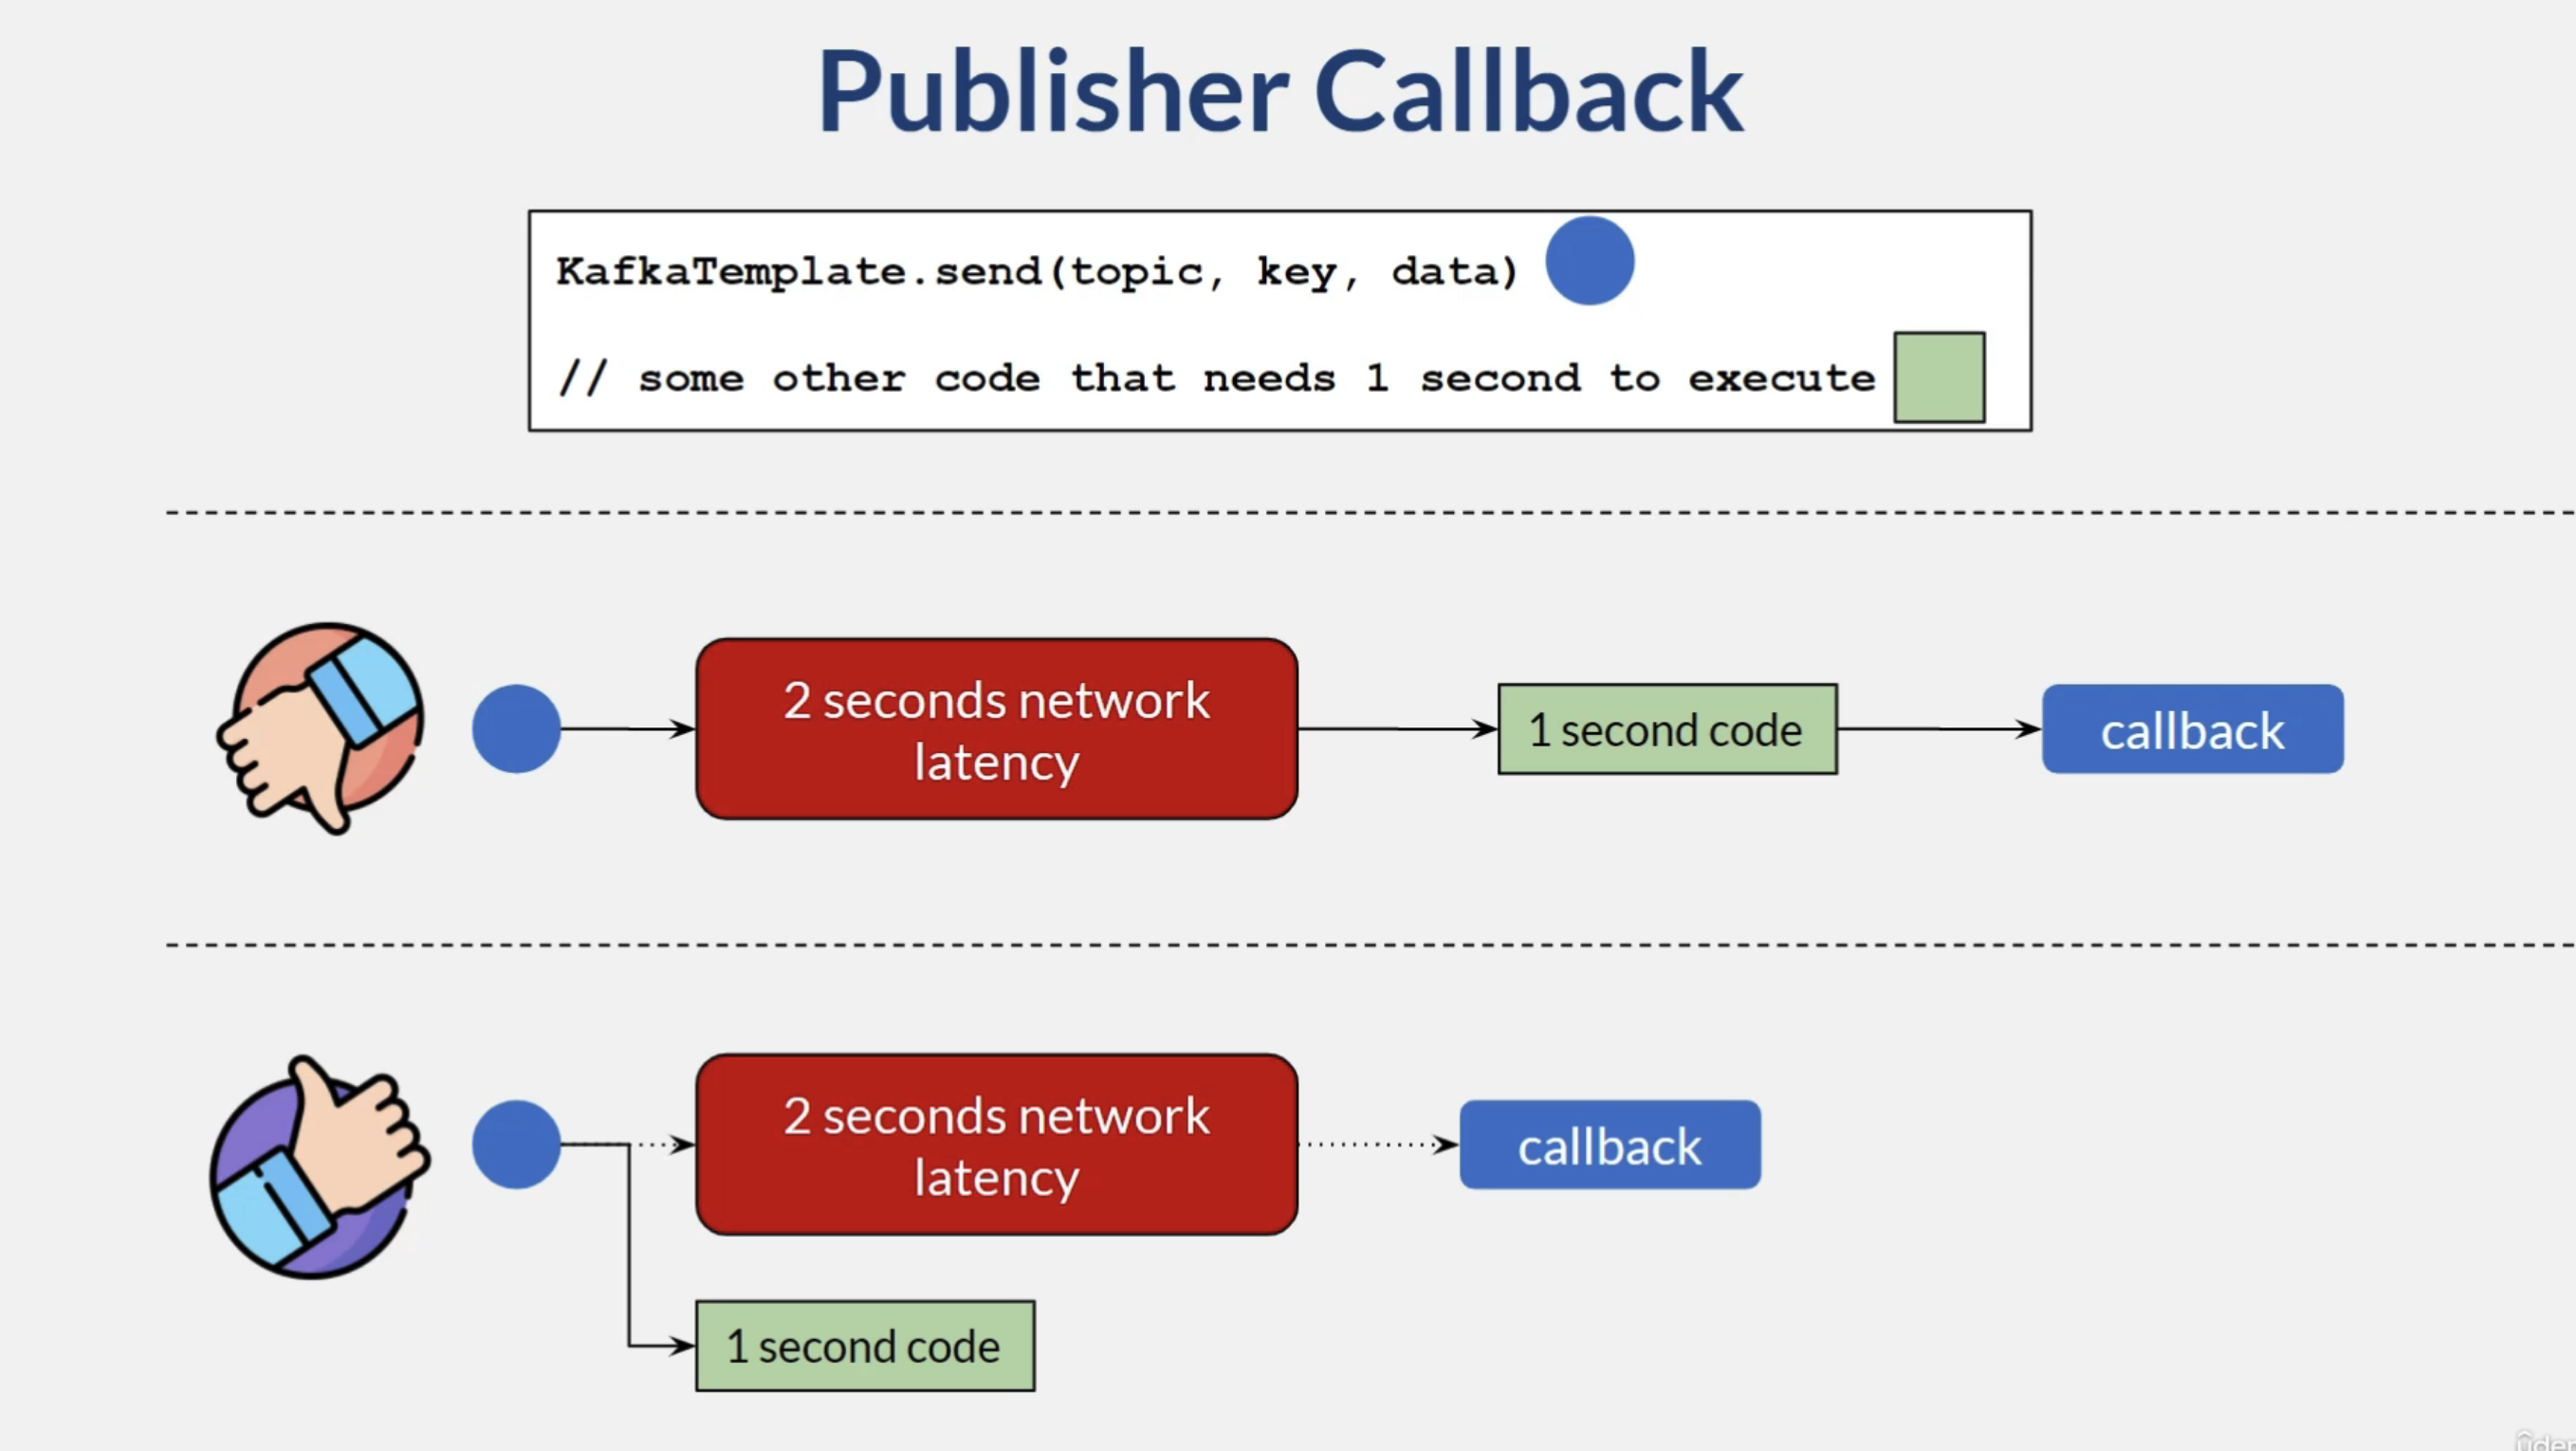 Publisher Callback
KafkaTemplate.send(topic, key, data)
// some other code that needs 1 second to execute
2 seconds network
latency
1 second code
callback
2 seconds network
latency
callback
1 second code